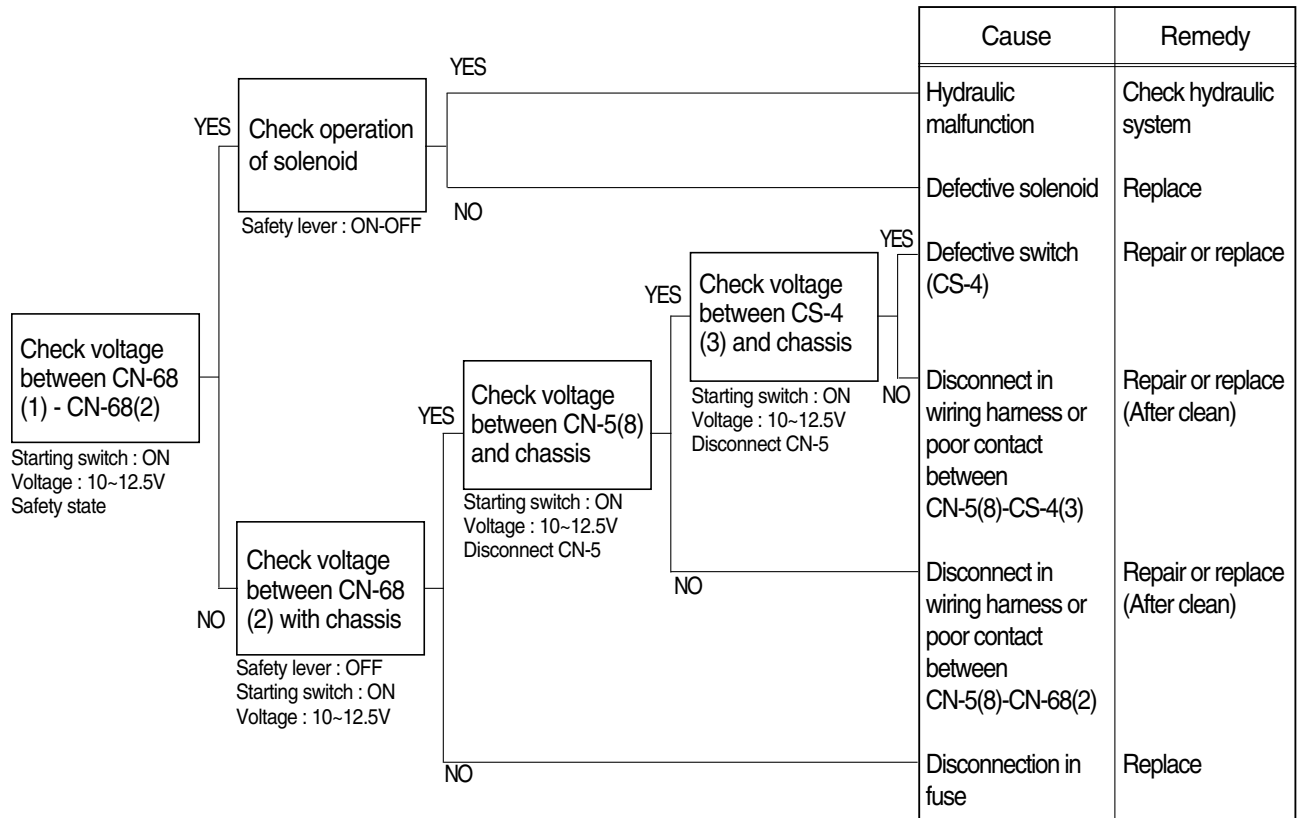 Cause
Remedy
YES
Hydraulic
malfunction
Check hydraulic
system
YES
Check operation
of solenoid
NO
Defective solenoid
Replace
Safety lever : ON-OFF
YES
Defective switch
(CS-4)
Repair or replace
YES
Check voltage
between CS-4
(3) and chassis
Check voltage
between CN-68
(1) - CN-68(2)
Starting switch : ON
Voltage : 10~12.5V
Safety state
YES
Check voltage
between CN-5(8)
and chassis
Starting switch : ON
Voltage : 10~12.5V
Disconnect CN-5
NO
Disconnect in
wiring harness or
poor contact
between
CN-5(8)-CS-4(3)
Repair or replace
(After clean)
Starting switch : ON
Voltage : 10~12.5V
Disconnect CN-5
NO
Check voltage
between CN-68
(2) with chassis
NO
Disconnect in
wiring harness or
poor contact
between
CN-5(8)-CN-68(2)
Repair or replace
(After clean)
Safety lever : OFF
Starting switch : ON
Voltage : 10~12.5V
NO
Disconnection in
fuse
Replace